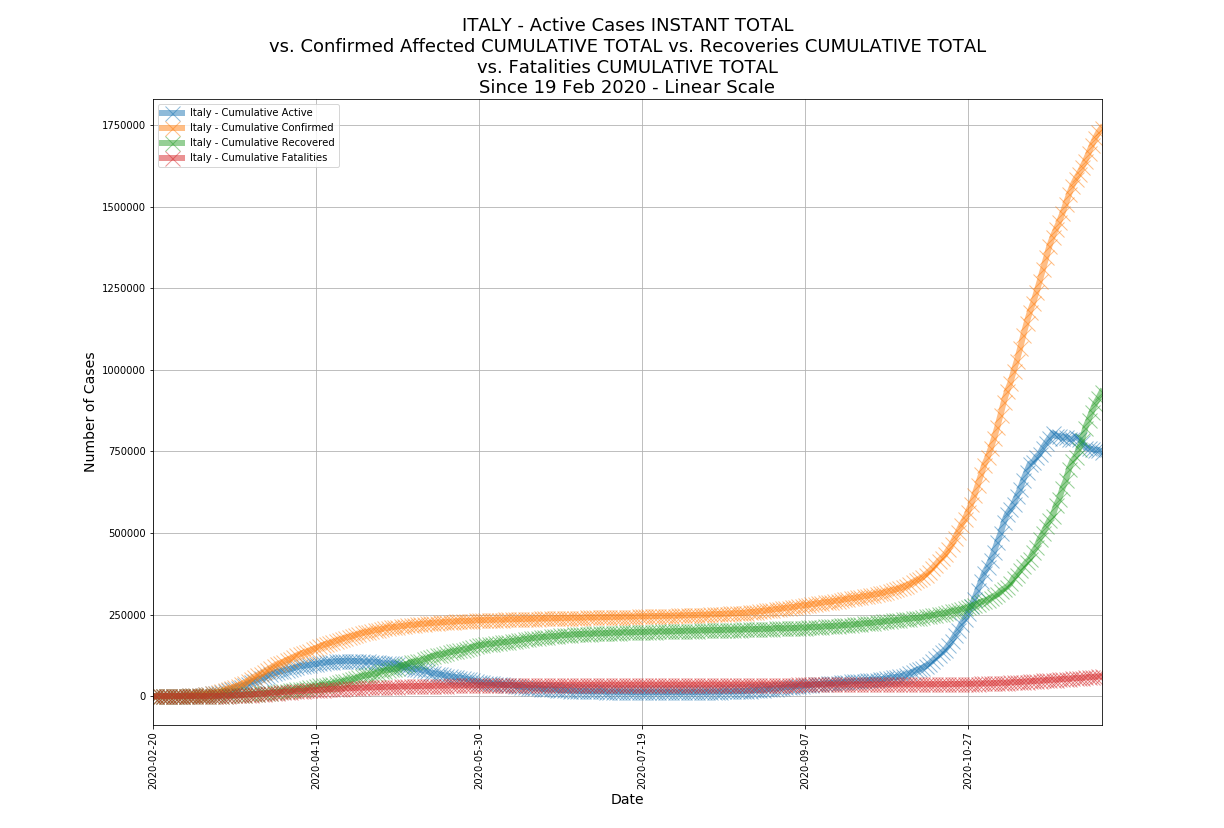 ITALY - Active Cases INSTANT TOTAL
vs. Confirmed Affected CUMULATIVE TOTAL vs. Recoveries CUMULATIVE TOTAL
vs. Fatalities CUMULATIVE TOTAL
Since 19 Feb 2020 - Linear Scale
Italy - Cumulative Active
Italy - Cumulative Confirmed
Italy - Cumulative Recovered
Italy - Cumulative Fatalities
1750000
1500000
1250000
1000000
750000
500000
250000
0
Number of Cases
2020-02-20
2020-04-10
2020-05-30
2020-07-19
2020-09-07
2020-10-27
Date